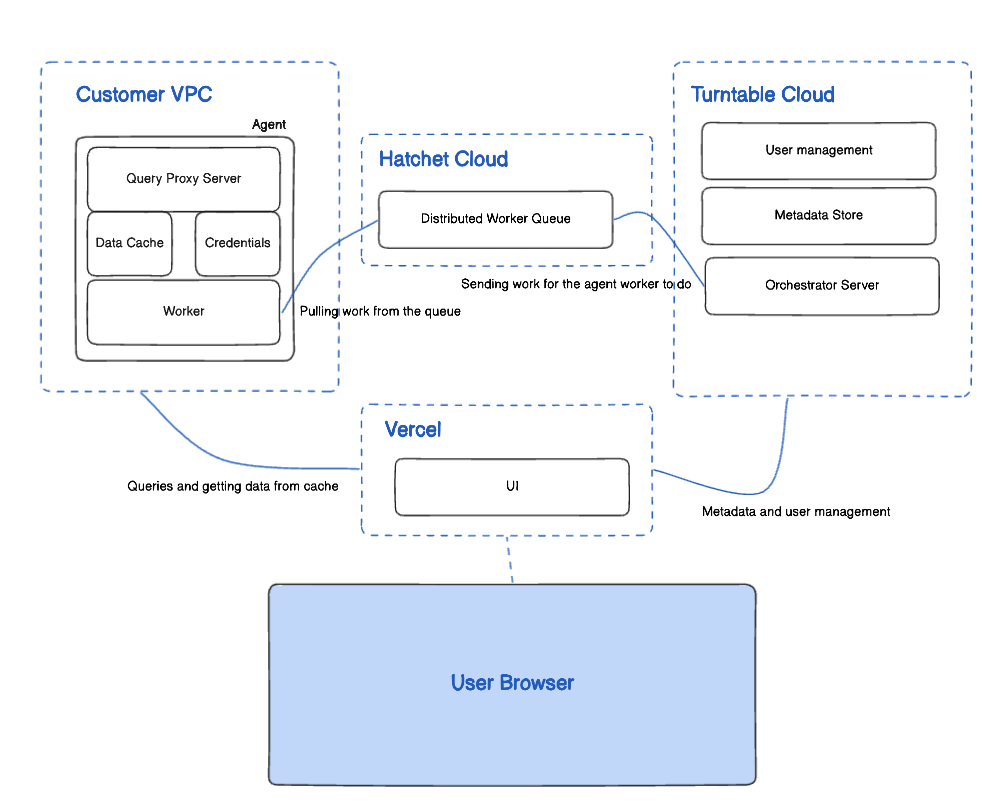 Customer VPC
Agent
Query Proxy Server
Data Cache
Credentials
Worker
Hatchet Cloud
Distributed Worker Queue
Pulling work from the queue
Sending work for the agent worker to do
Turntable Cloud
User management
Metadata Store
Orchestrator Server
Vercel
UI
Queries and getting data from cache
Metadata and user management
User Browser